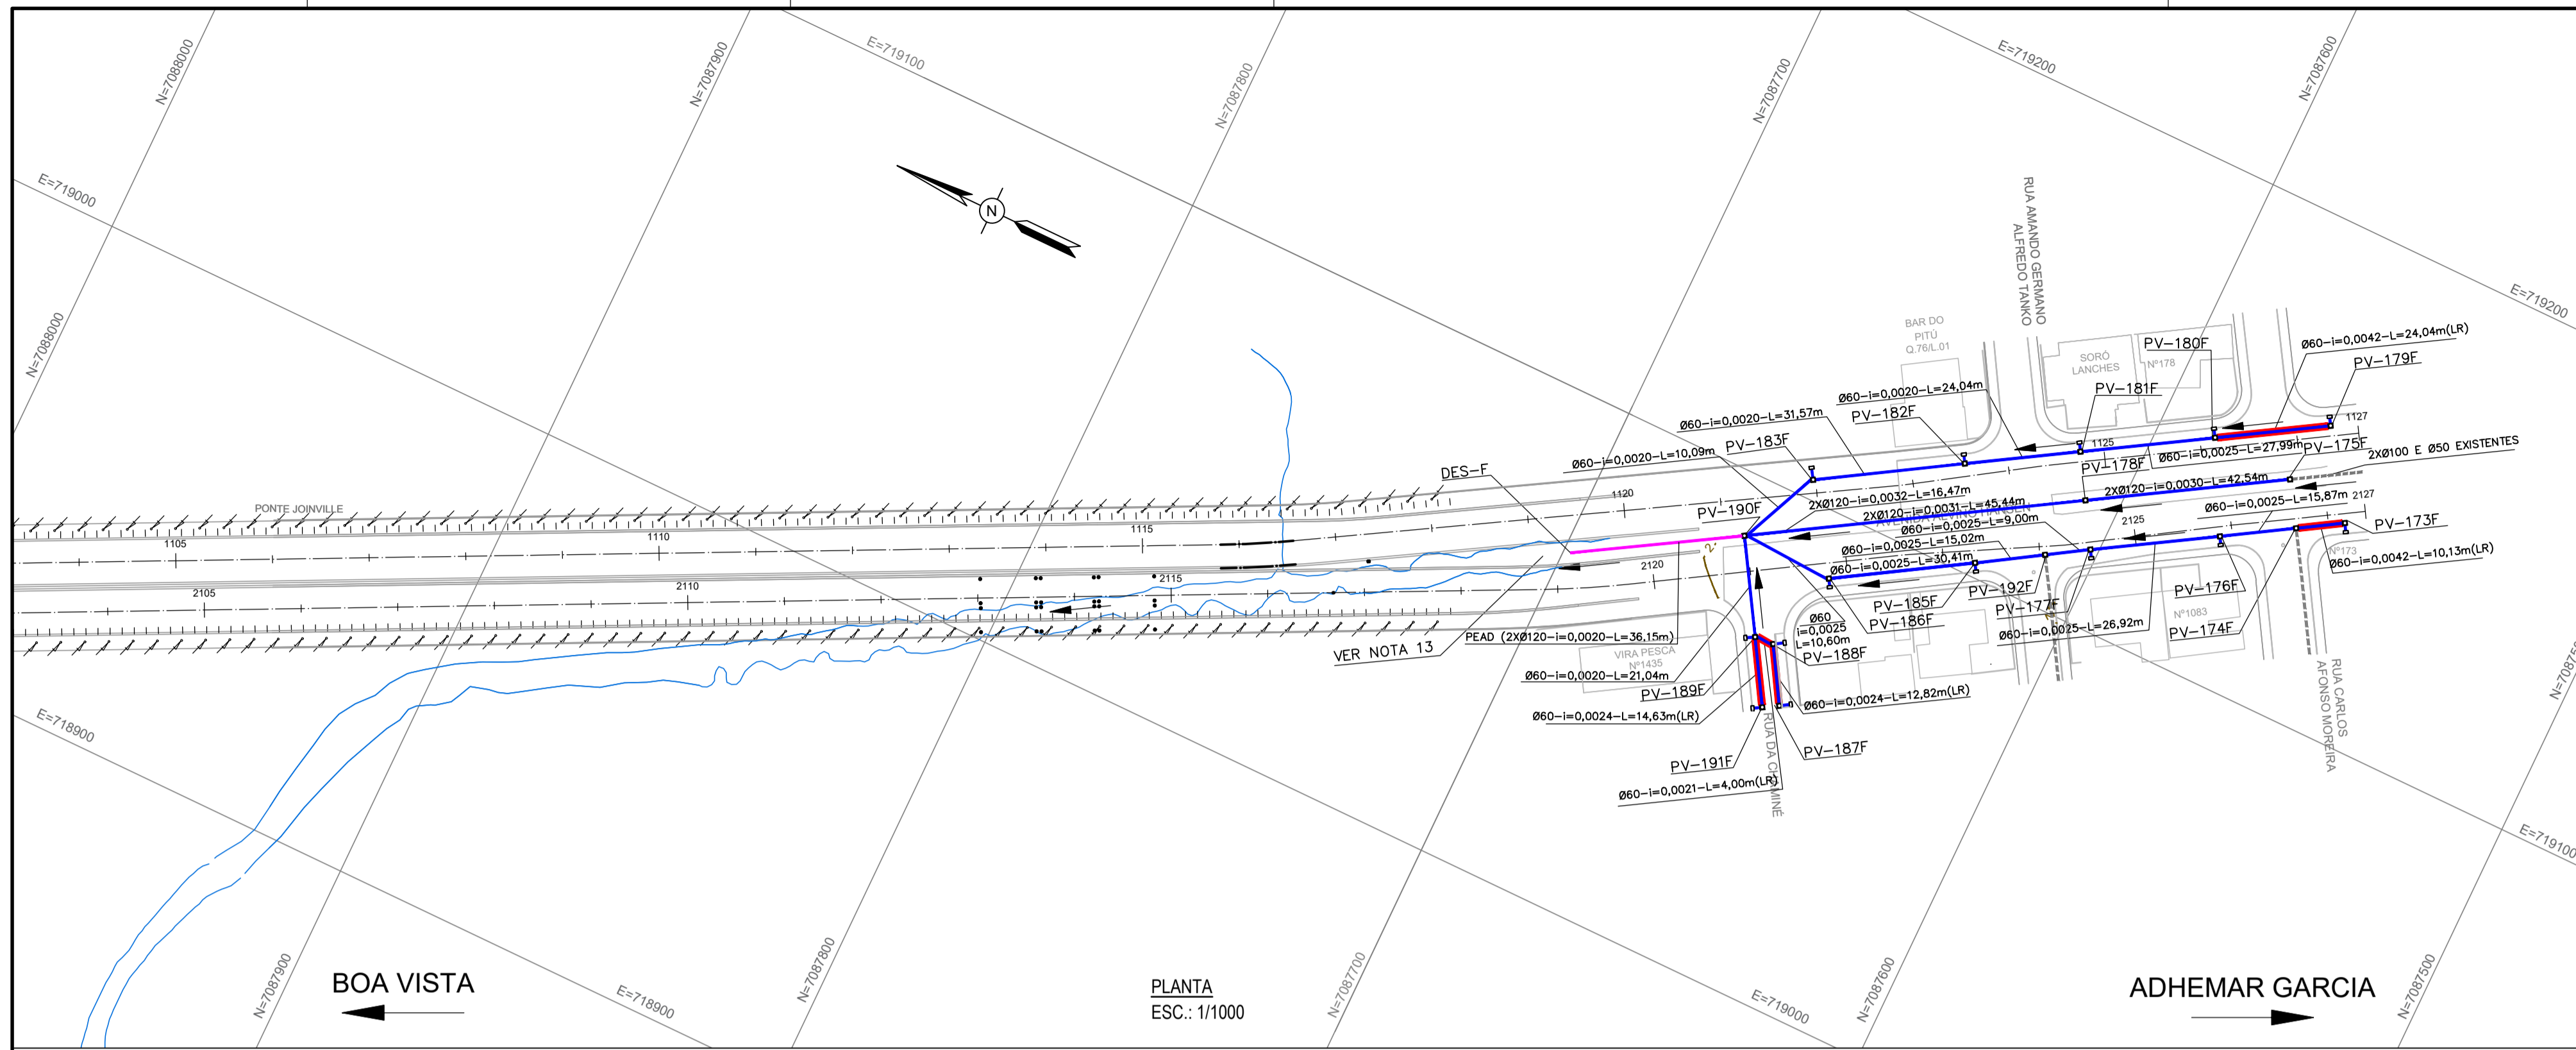 E=719100
E=719200
N=7088000
N=7087900
N=7087800
N=7087700
N=7087600
E=719000
N
RUA AMANDO GERMANO
ALFREDO TANKO
E=719200
N=7088000
BAR DO
PITÚ
Q.76/L.01
SORÓ
LANCHES
Nº178
PV-180F
Ø60-i=0,0042-L=24,04m(LR)
PV-179F
Ø60-i=0,0020-L=24,04m
PV-181F
Ø60-i=0,0020-L=31,57m
PV-182F
1127
PV-183F
1125
Ø60-i=0,0025-L=27,99m
PV-175F
2XØ100 E Ø50 EXISTENTES
Ø60-i=0,0020-L=10,09m
DES-F
PV-178F
2XØ120-i=0,0030-L=42,54m
2127
1120
2XØ120-i=0,0032-L=16,47m
2XØ120-i=0,0031-L=45,44m
Ø60-i=0,0025-L=15,87m
PONTE JOINVILLE
PV-190F
AVENIDA ALVINO HANSEN
2125
PV-173F
1105
1110
1115
Ø60-i=0,0025-L=9,00m
Ø60-i=0,0025-L=15,02m
Nº173
Ø60-i=0,0042-L=10,13m(LR)
2105
2110
2115
2120
Ø60-i=0,0025-L=30,41m
PV-192F
PV-176F
PV-185F
PV-177F
Nº1083
PV-186F
Ø60
i=0,0025
L=10,60m
Ø60-i=0,0025-L=26,92m
PV-174F
PEAD (2XØ120-i=0,0020-L=36,15m)
VER NOTA 13
VIRA PESCA
Nº1435
PV-188F
Ø60-i=0,0020-L=21,04m
PV-189F
Ø60-i=0,0024-L=12,82m(LR)
Ø60-i=0,0024-L=14,63m(LR)
RUA DA CHAMINÉ
RUA CARLOS
AFONSO MOREIRA
PV-187F
PV-191F
Ø60-i=0,0021-L=4,00m(LR)
E=718900
E=719100
N=7087900
N=7087800
N=7087700
N=7087600
N=7087500
E=718900
E=719000
BOA VISTA
PLANTA
ESC.: 1/1000
ADHEMAR GARCIA